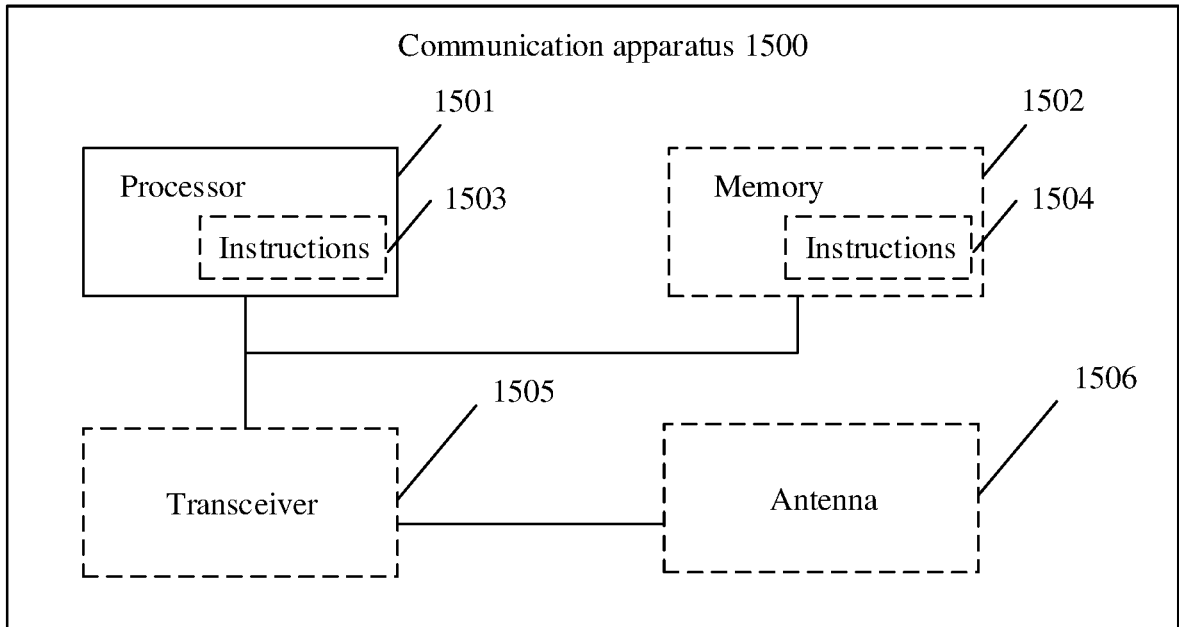 Communication apparatus 1500
1501
1502
Processor
1503
Instructions
Memory
1504
Instructions
1505
1506
Transceiver
Antenna